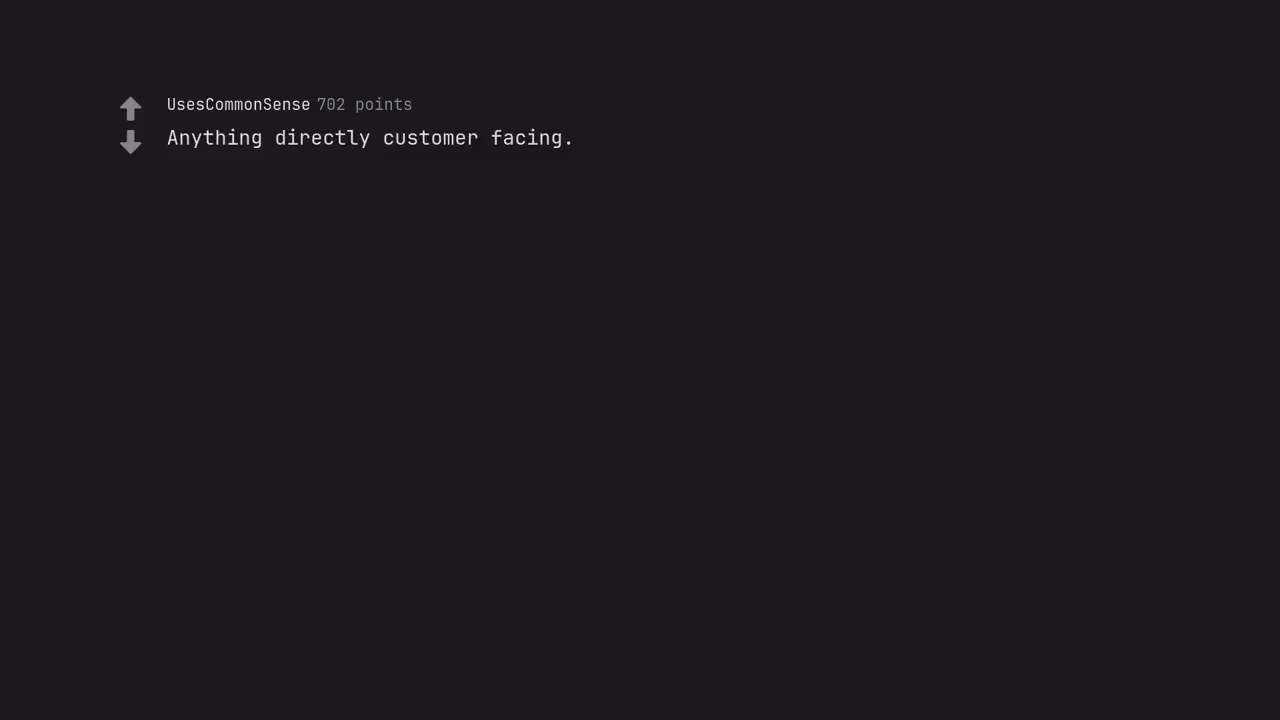 UsesCommonSense 702 points
Anything directly customer facing.